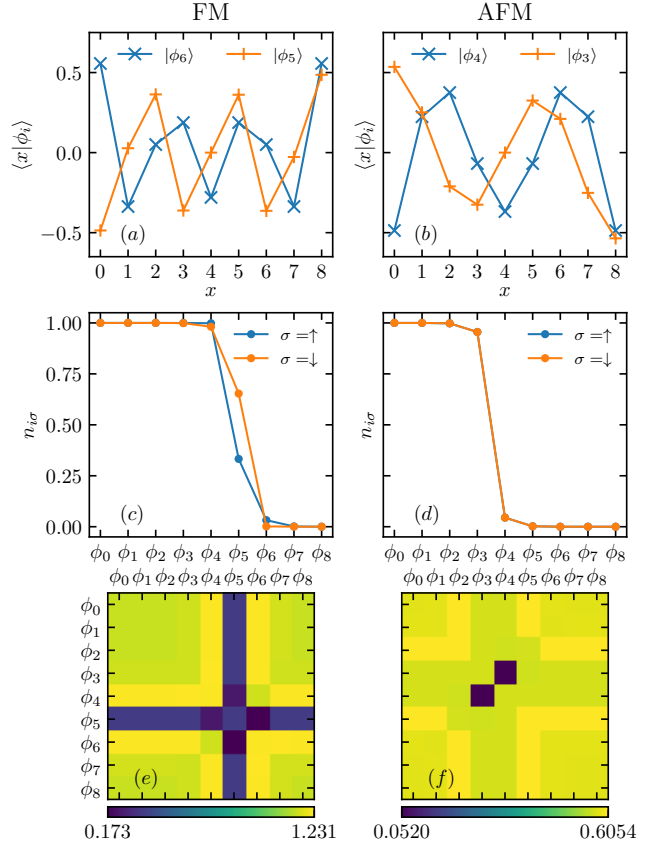 FM AFM
|ϕ₆⟩ |ϕ₅⟩ |ϕ₄⟩ |ϕ₃⟩
0.5
0.0
−0.5
⟨x|ϕᵢ⟩ ⟨x|ϕᵢ⟩
(a) (b)
0 1 2 3 4 5 6 7 8 0 1 2 3 4 5 6 7 8
x x
1.00
0.75
0.50
0.25
0.00
σ =↑ σ =↑
σ =↓ σ =↓
n_{iσ} n_{iσ}
(c) (d)
ϕ₀ ϕ₁ ϕ₂ ϕ₃ ϕ₄ ϕ₅ ϕ₆ ϕ₇ ϕ₈ ϕ₀ ϕ₁ ϕ₂ ϕ₃ ϕ₄ ϕ₅ ϕ₆ ϕ₇ ϕ₈
ϕ₀ ϕ₁ ϕ₂ ϕ₃ ϕ₄ ϕ₅ ϕ₆ ϕ₇ ϕ₈ ϕ₀ ϕ₁ ϕ₂ ϕ₃ ϕ₄ ϕ₅ ϕ₆ ϕ₇ ϕ₈
ϕ₀
ϕ₁
ϕ₂
ϕ₃
ϕ₄
ϕ₅
ϕ₆
ϕ₇
ϕ₈
(e) (f)
0.173 1.231 0.0520 0.6054